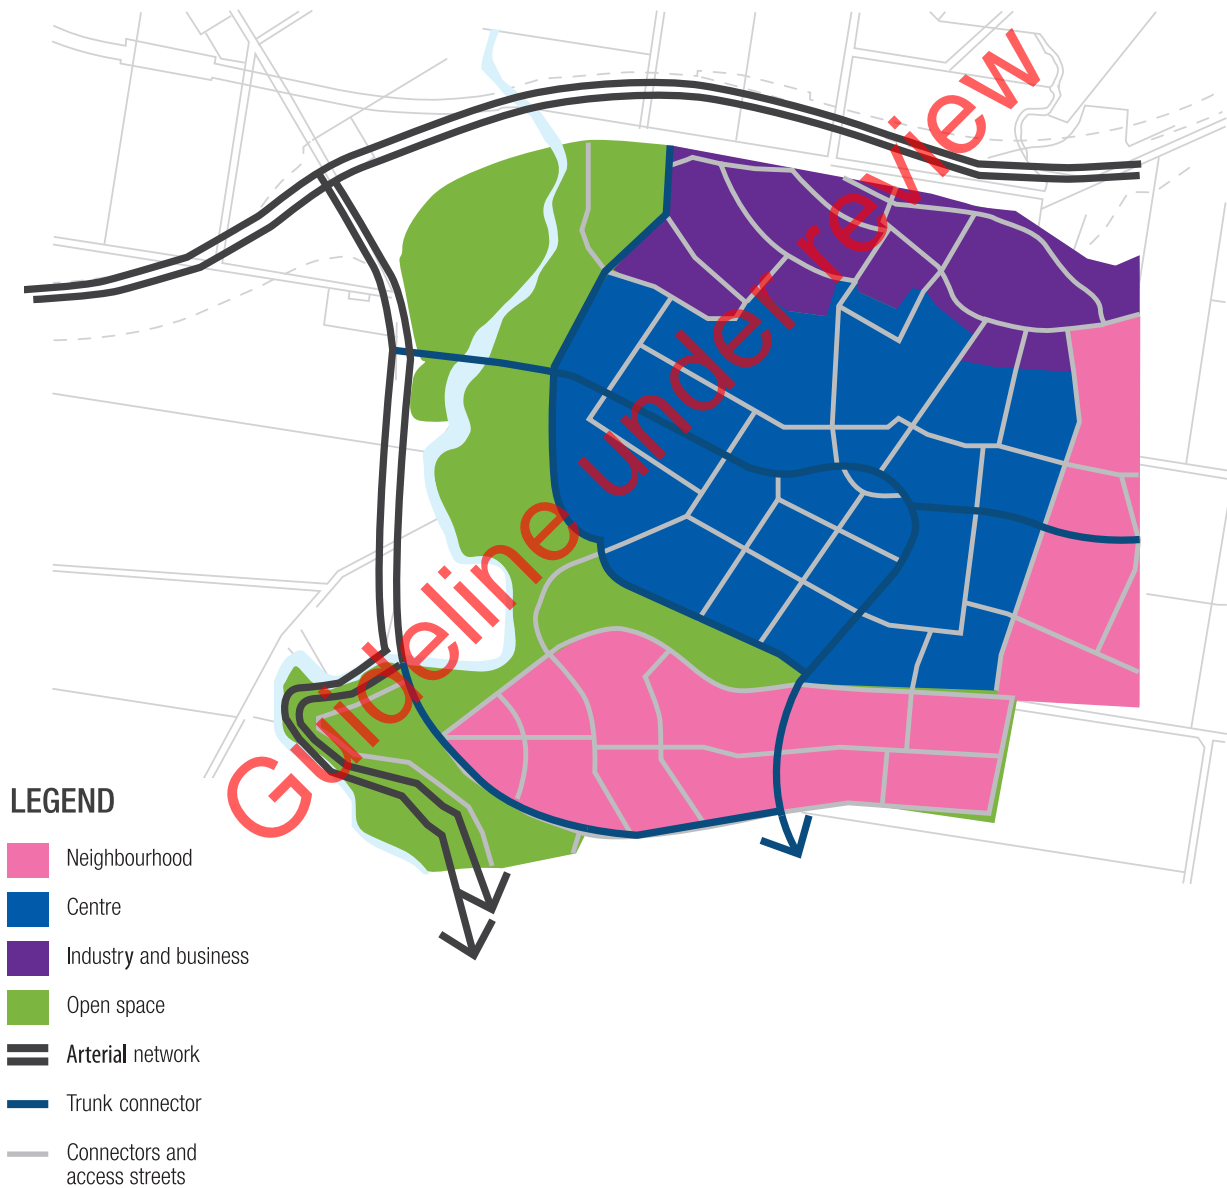 Guideline under review
LEGEND
Neighbourhood
Centre
Industry and business
Open space
Arterial network
Trunk connector
Connectors and
access streets